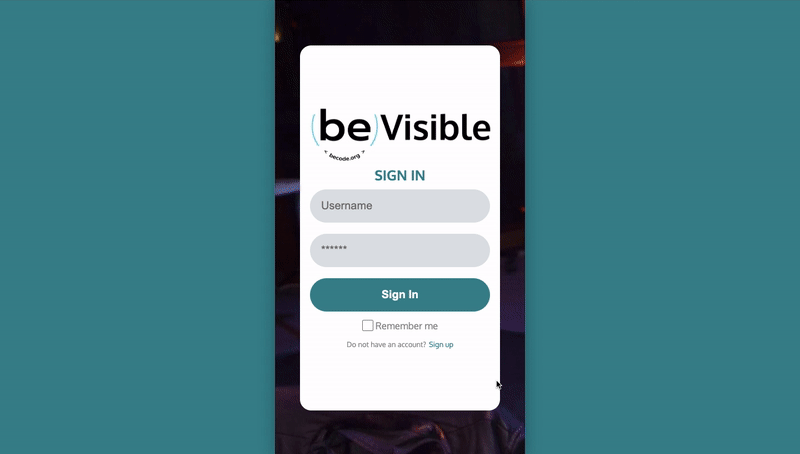 (be)Visible
< becode.org >
SIGN IN
Username
******
Sign In
Remember me
Do not have an account? Sign up